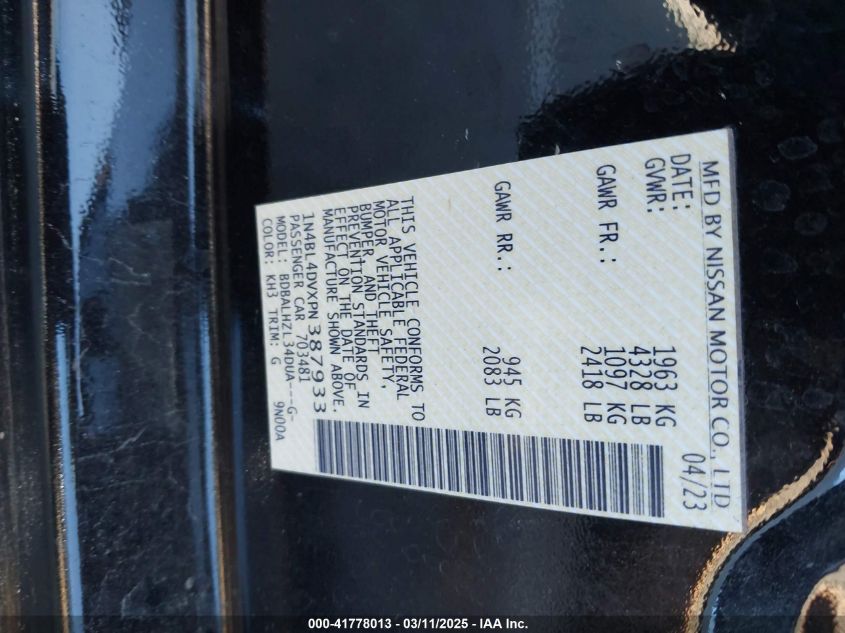 MFD BY NISSAN MOTOR CO., LTD
DATE: 04/23
GVWR: 1963 KG
4328 LB
GAWR FR.: 1097 KG
2418 LB
GAWR RR.: 945 KG
2083 LB
THIS VEHICLE CONFORMS TO
ALL APPLICABLE FEDERAL
MOTOR VEHICLE SAFETY,
BUMPER, AND THEFT
PREVENTION STANDARDS IN
EFFECT ON THE DATE OF
MANUFACTURE SHOWN ABOVE.
1N4BL4DVXPN387933
PASSENGER CAR 703481
MODEL: BDBALHZL34DUA---G-
COLOR: KH3 TRIM: G 9N00A
000-41778013 - 03/11/2025 - IAA Inc.